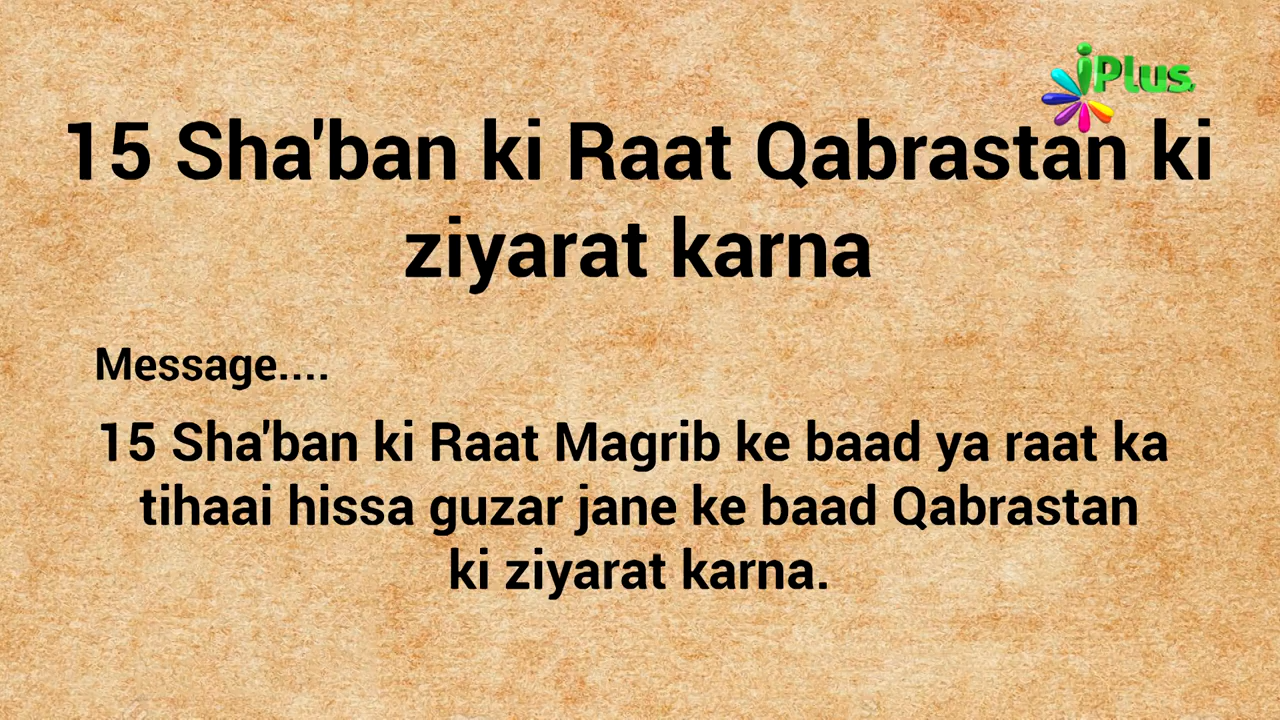 iPlus
15 Sha'ban ki Raat Qabrastan ki
ziyarat karna
Message....
15 Sha'ban ki Raat Magrib ke baad ya raat ka
tihaai hissa guzar jane ke baad Qabrastan
ki ziyarat karna.